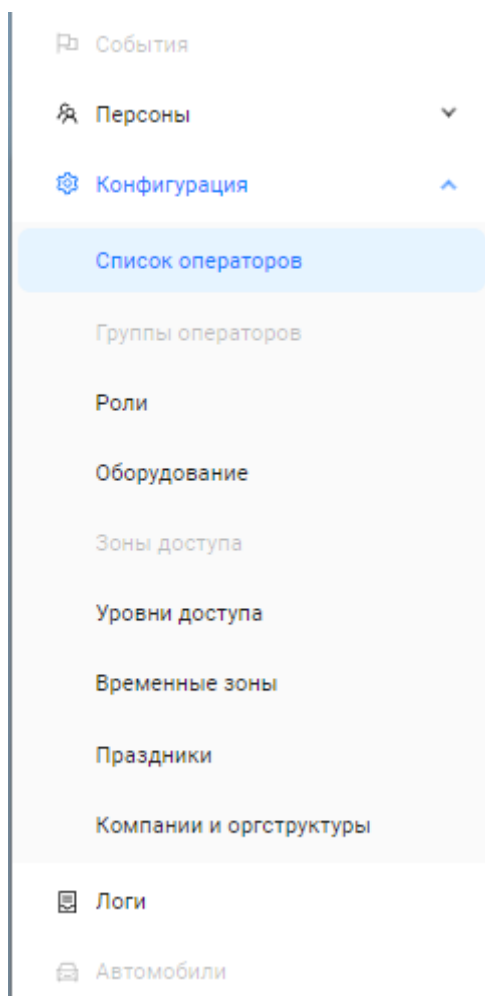 События
Персоны
Конфигурация
Список операторов
Группы операторов
Роли
Оборудование
Зоны доступа
Уровни доступа
Временные зоны
Праздники
Компании и оргструктуры
Логи
Автомобили